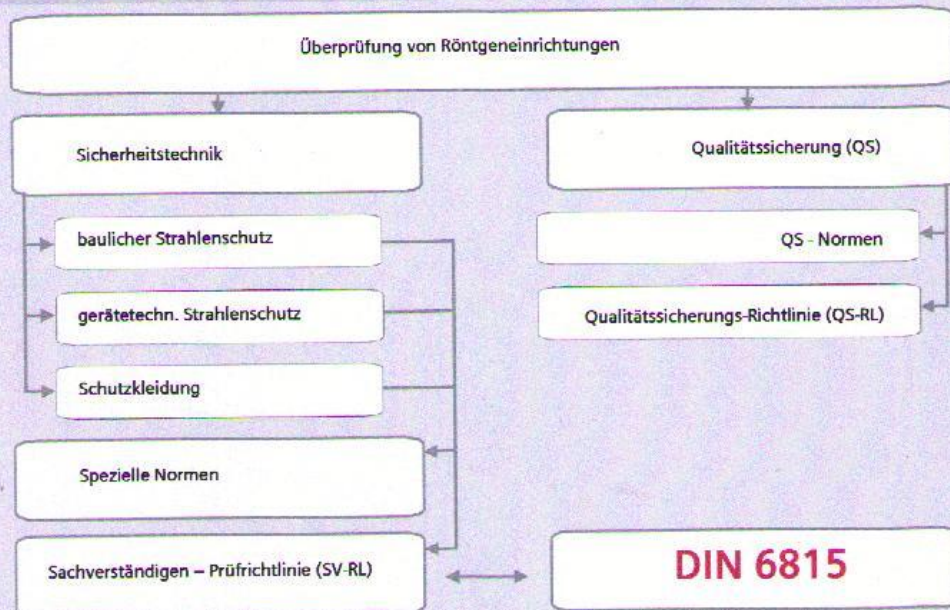 Überprüfung von Röntgeneinrichtungen
Sicherheitstechnik
baulicher Strahlenschutz
gerätetechn. Strahlenschutz
Schutzkleidung
Spezielle Normen
Sachverständigen – Prüfrichtlinie (SV-RL)
Qualitätssicherung (QS)
QS - Normen
Qualitätssicherungs-Richtlinie (QS-RL)
DIN 6815